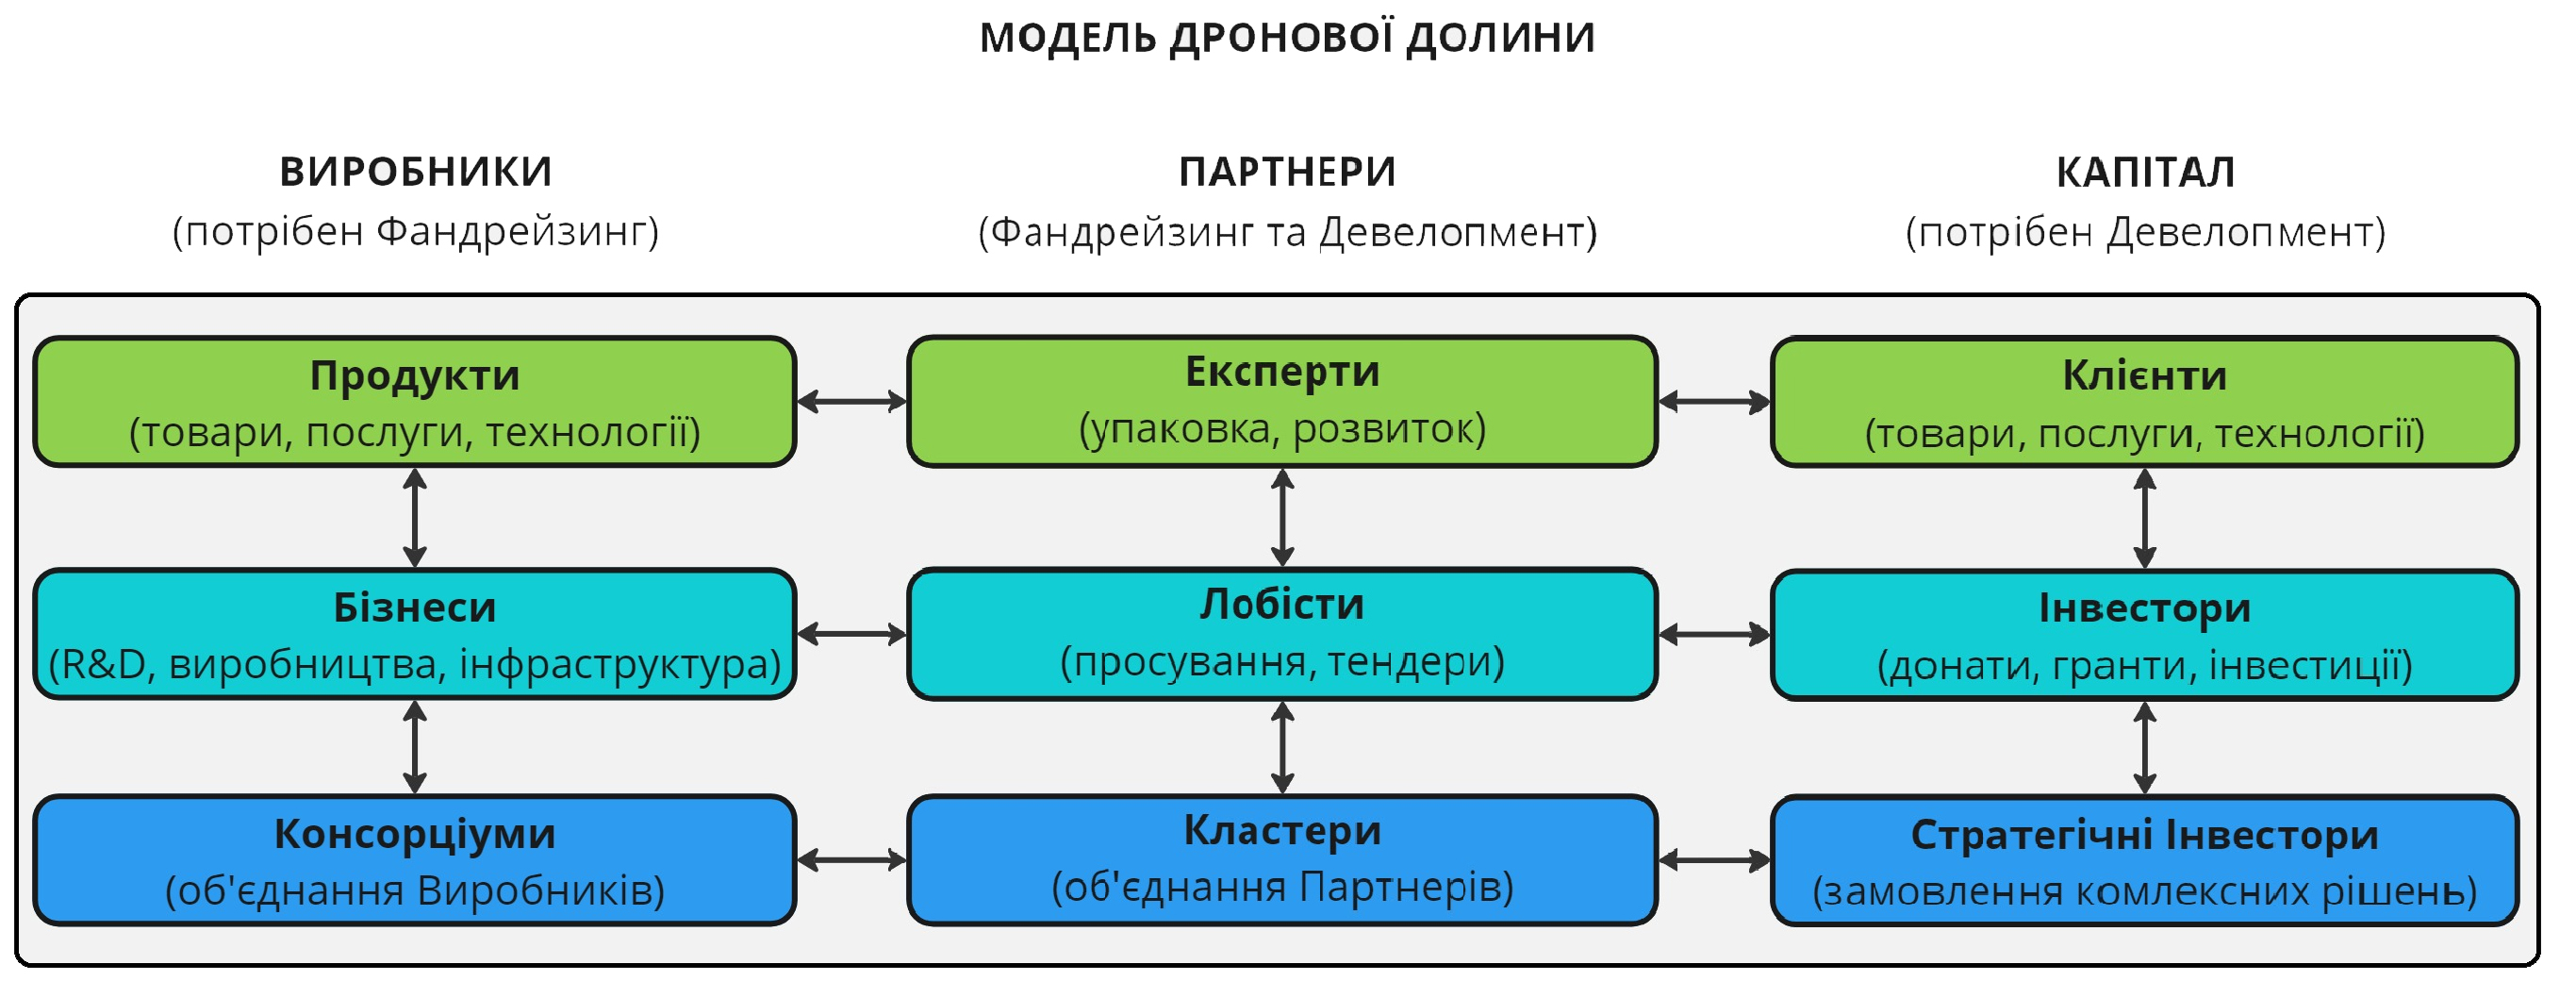 МОДЕЛЬ ДРОНОВОЇ ДОЛИНИ
ВИРОБНИКИ
(потрібен Фандрейзинг)
ПАРТНЕРИ
(Фандрейзинг та Девелопмент)
КАПІТАЛ
(потрібен Девелопмент)
Продукти
(товари, послуги, технології)
Експерти
(упаковка, розвиток)
Клієнти
(товари, послуги, технології)
Бізнеси
(R&D, виробництва, інфраструктура)
Лобісти
(просування, тендери)
Інвестори
(донати, гранти, інвестиції)
Консорціуми
(об'єднання Виробників)
Кластери
(об'єднання Партнерів)
Стратегічні Інвестори
(замовлення комлексних рішень)